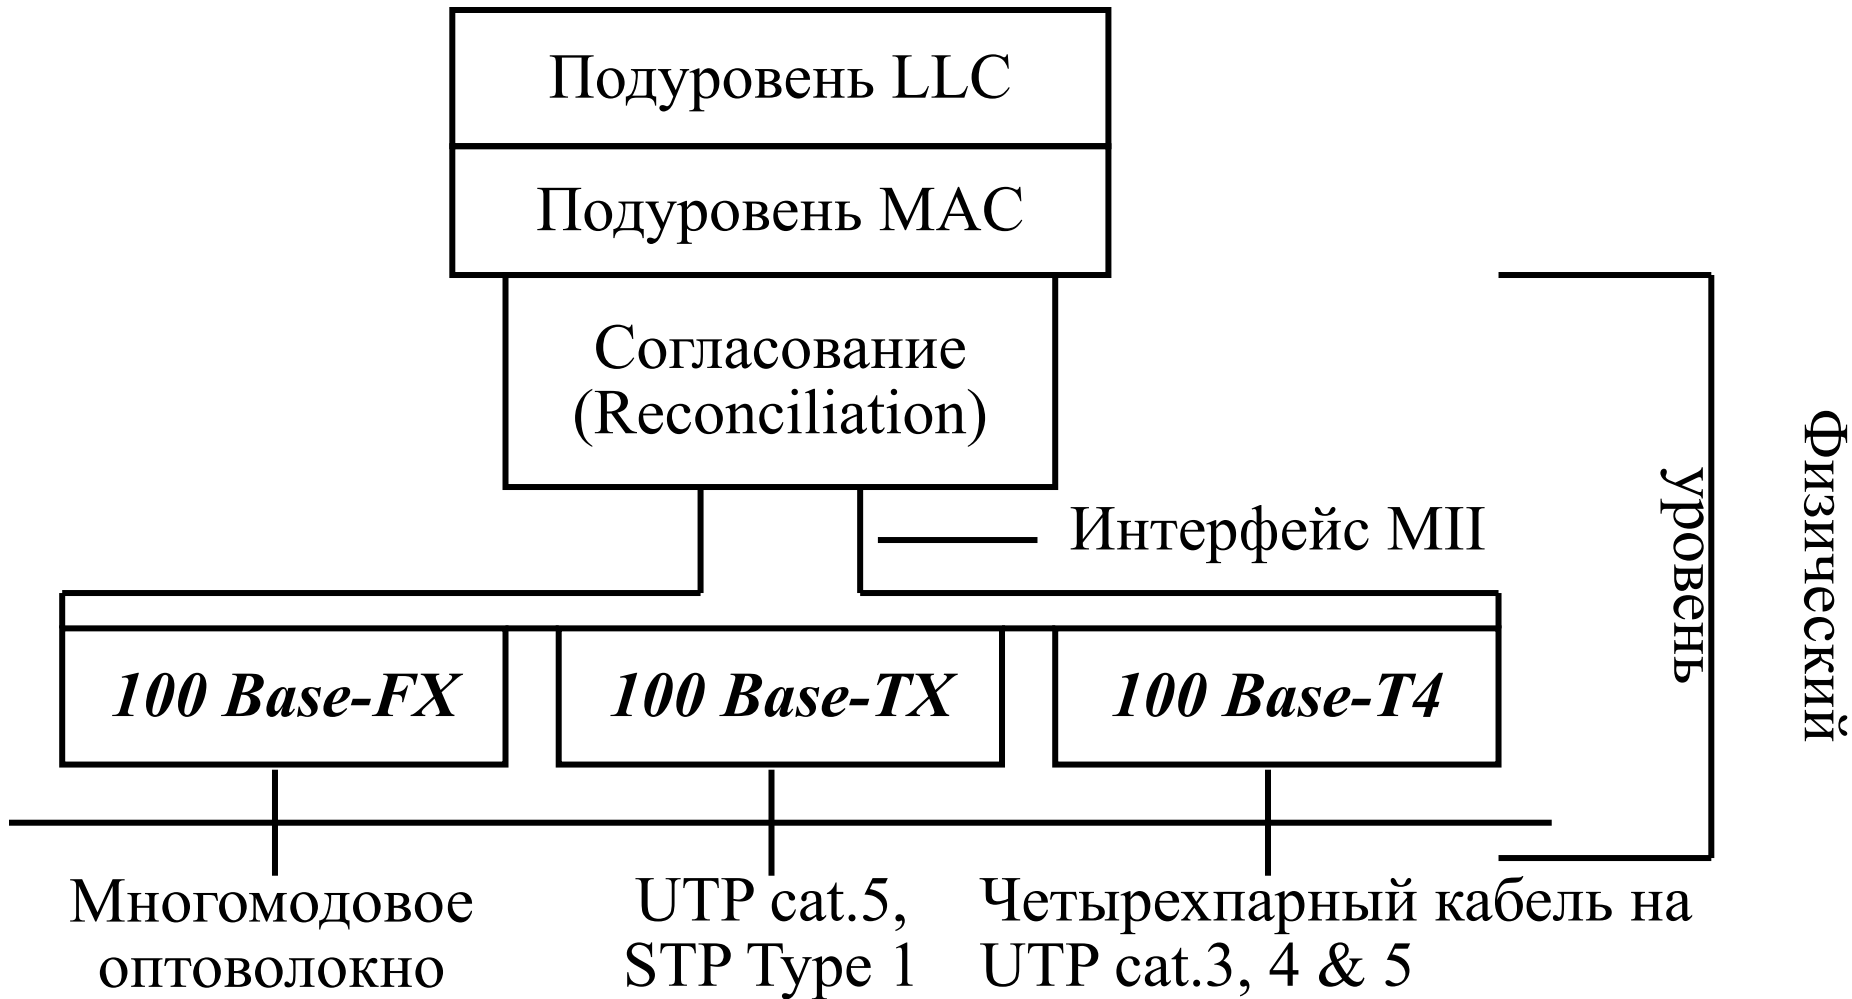 Подуровень LLC
Подуровень MAC
Согласование
(Reconciliation)
Интерфейс MII
Физический
уровень
100 Base-FX
100 Base-TX
100 Base-T4
Многомодовое
оптоволокно
UTP cat.5,
STP Type 1
Четырехпарный кабель на
UTP cat.3, 4 & 5